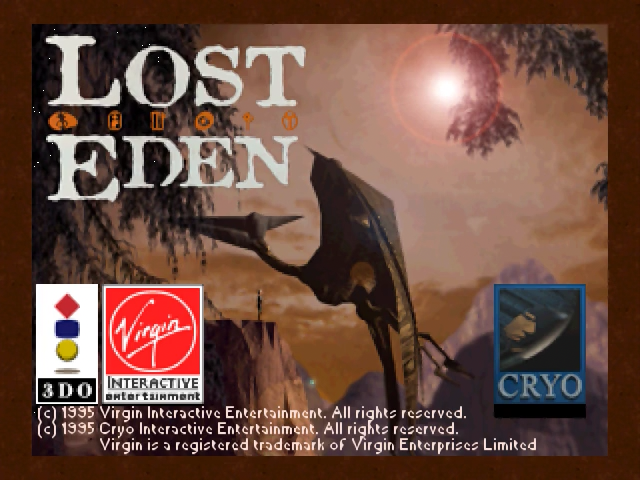 LOST
EDEN
3DO
Virgin
INTERACTIVE
entertainment
CRYO
(c) 1995 Virgin Interactive Entertainment. All rights reserved.
(c) 1995 Cryo Interactive Entertainment. All rights reserved.
Virgin is a registered trademark of Virgin Enterprises Limited